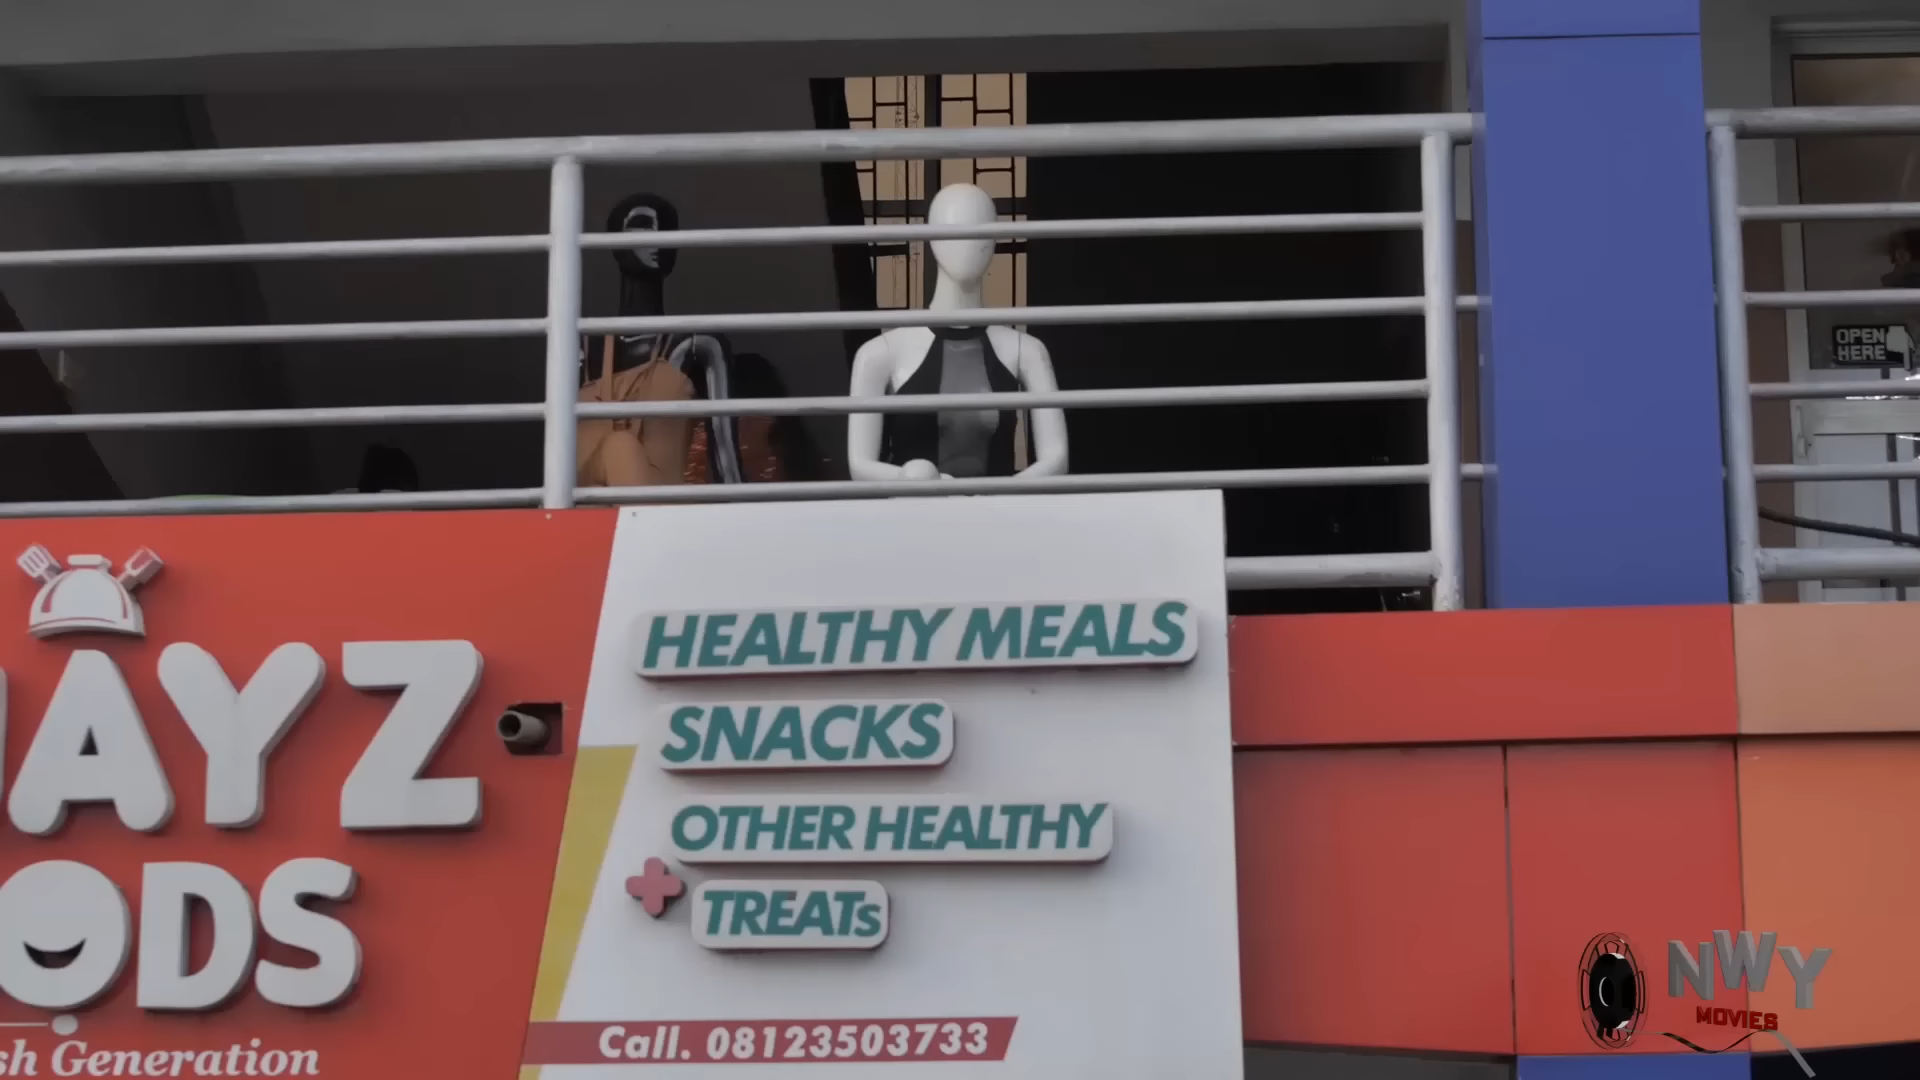 OPEN
HERE
AYZ
ODS
sh Generation
HEALTHY MEALS
SNACKS
OTHER HEALTHY
TREATs
Call. 08123503733
NWY
MOVIES